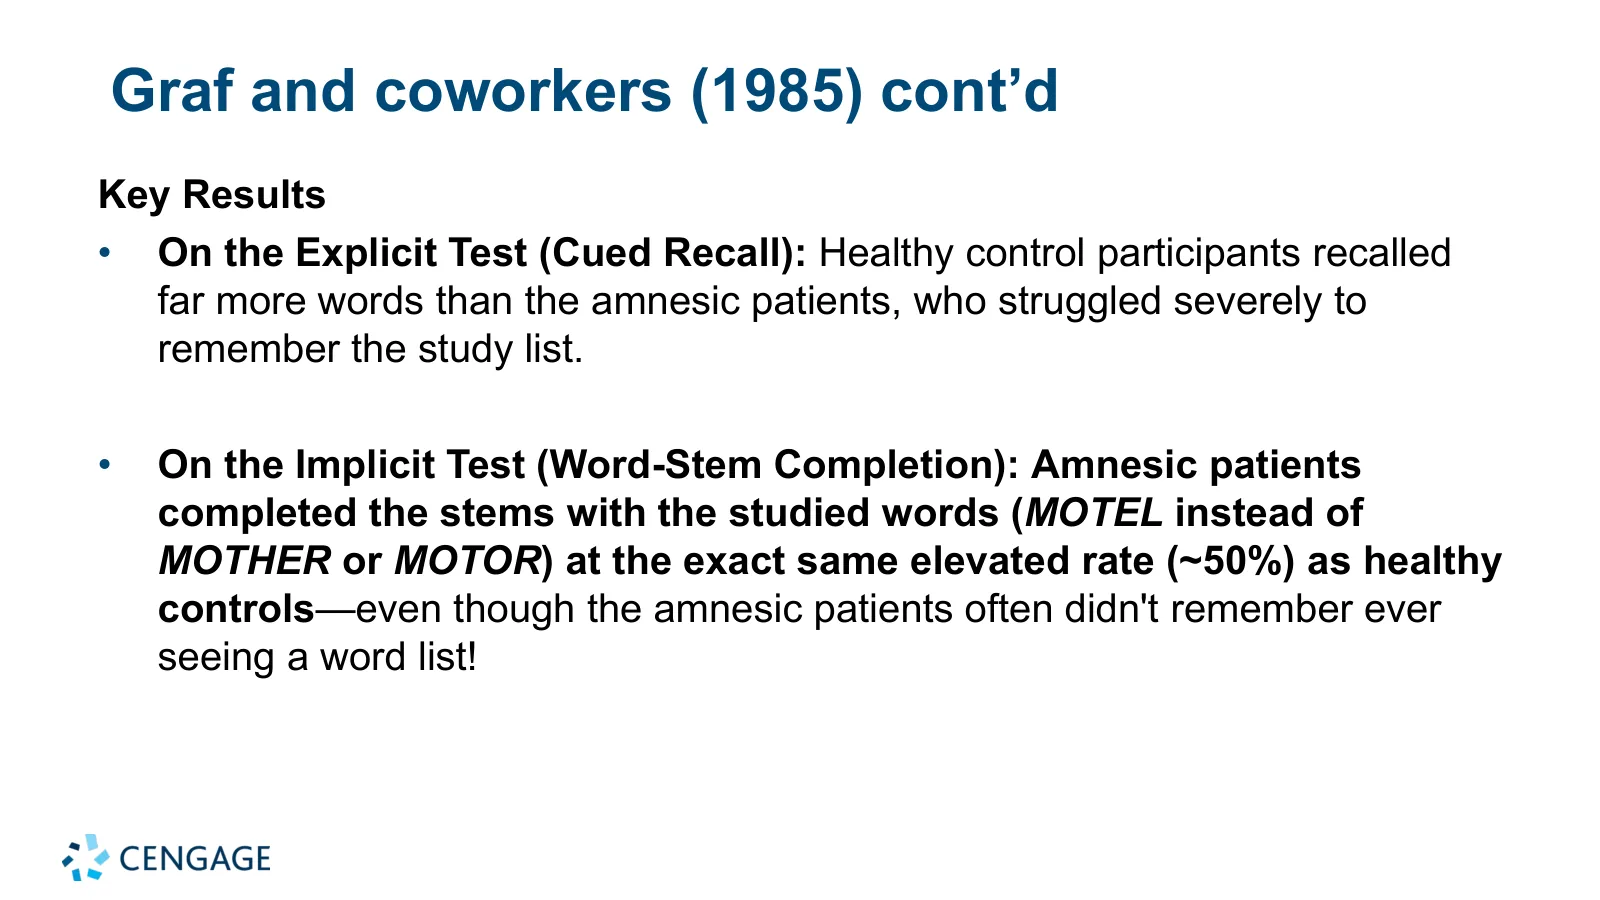 Graf and coworkers (1985) cont’d
Key Results
• On the Explicit Test (Cued Recall): Healthy control participants recalled
far more words than the amnesic patients, who struggled severely to
remember the study list.
• On the Implicit Test (Word-Stem Completion): Amnesic patients
completed the stems with the studied words (MOTEL instead of
MOTHER or MOTOR) at the exact same elevated rate (~50%) as healthy
controls—even though the amnesic patients often didn't remember ever
seeing a word list!
CENGAGE